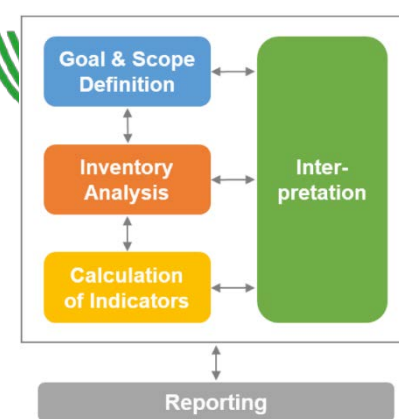 Goal & Scope
Definition
Inventory
Analysis
Calculation
of Indicators
Inter-
pretation
Reporting